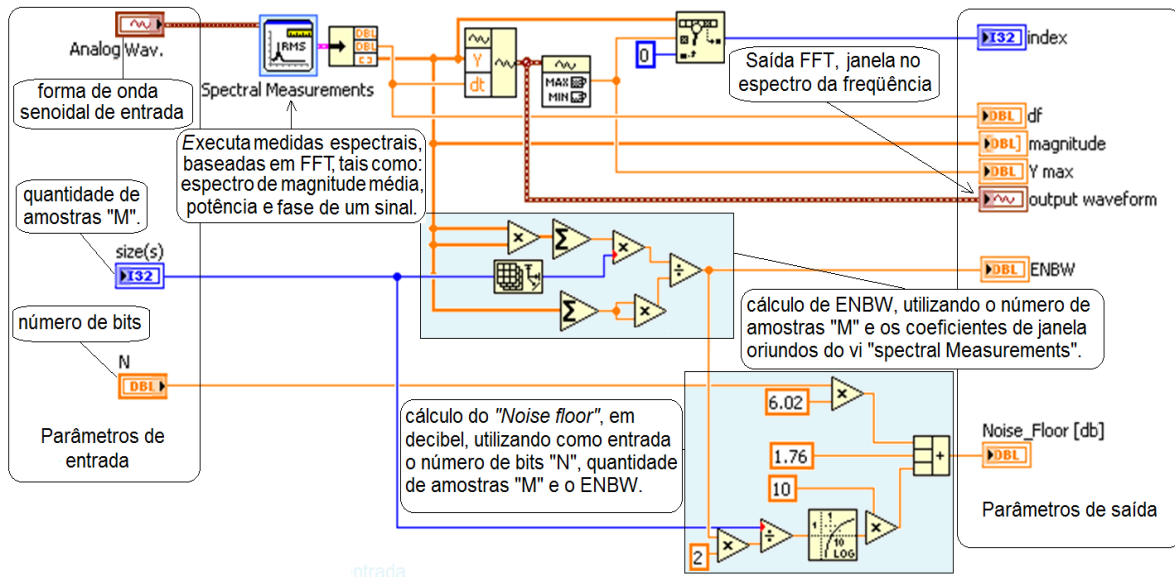 Analog Wav.
forma de onda
senoidal de entrada
RMS
Spectral Measurements
DBL
DBL
Y
dt
MAX
MIN
0
I32
index
Saída FFT, janela no
espectro da freqüência
DBL
df
DBL
magnitude
DBL
Y max
output waveform
Executa medidas espectrais,
baseadas em FFT, tais como:
espectro de magnitude média,
potência e fase de um sinal.
quantidade de
amostras "M".
size(s)
I32
número de bits
N
DBL
Parâmetros de
entrada
×
Σ
×
÷
Σ
×
DBL
ENBW
cálculo de ENBW, utilizando o número de
amostras "M" e os coeficientes de janela
oriundos do vi "spectral Measurements".
cálculo do "Noise floor", em
decibel, utilizando como entrada
o número de bits "N", quantidade
de amostras "M" e o ENBW.
6.02
×
1.76
10
+
2
×
÷
1
1
10
LOG
×
Noise_Floor [db]
DBL
Parâmetros de saída
entrada